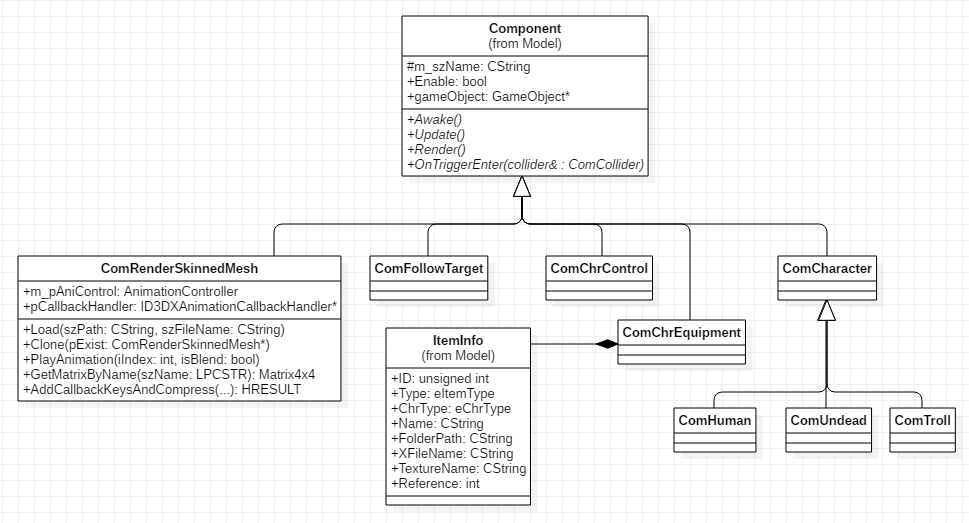 Component
(from Model)
#m_szName: CString
+Enable: bool
+gameObject: GameObject*
+Awake()
+Update()
+Render()
+OnTriggerEnter(collider& : ComCollider)
ComRenderSkinnedMesh
+m_pAniControl: AnimationController
+pCallbackHandler: ID3DXAnimationCallbackHandler*
+Load(szPath: CString, szFileName: CString)
+Clone(pExist: ComRenderSkinnedMesh*)
+PlayAnimation(iIndex: int, isBlend: bool)
+GetMatrixByName(szName: LPCSTR): Matrix4x4
+AddCallbackKeysAndCompress(...): HRESULT
ComFollowTarget
ComChrControl
ComCharacter
ComChrEquipment
ItemInfo
(from Model)
+ID: unsigned int
+Type: eItemType
+ChrType: eChrType
+Name: CString
+FolderPath: CString
+XFileName: CString
+TextureName: CString
+Reference: int
ComHuman
ComUndead
ComTroll